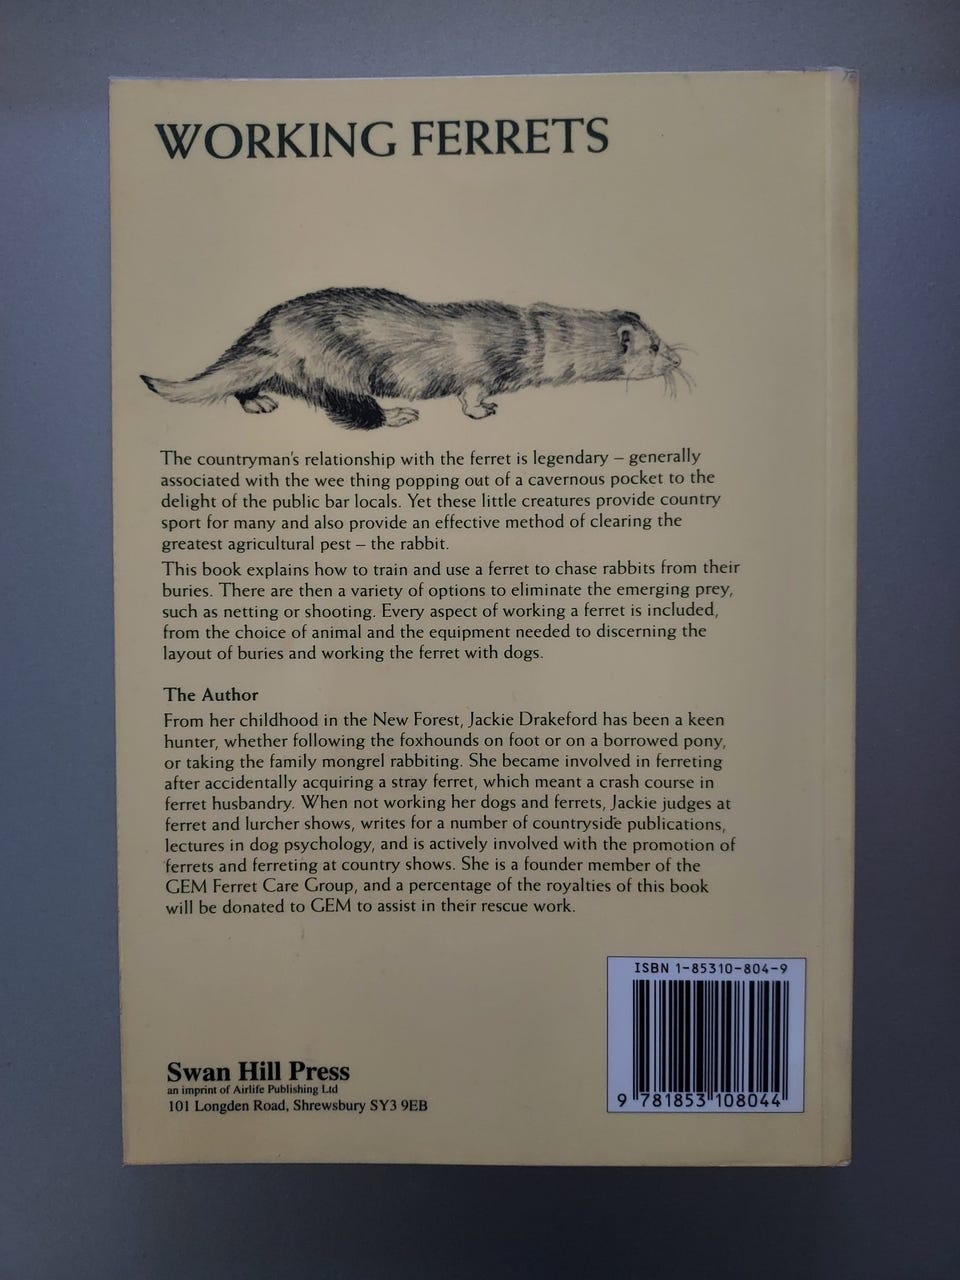 WORKING FERRETS
The countryman's relationship with the ferret is legendary – generally
associated with the wee thing popping out of a cavernous pocket to the
delight of the public bar locals. Yet these little creatures provide country
sport for many and also provide an effective method of clearing the
greatest agricultural pest – the rabbit.
This book explains how to train and use a ferret to chase rabbits from their
buries. There are then a variety of options to eliminate the emerging prey,
such as netting or shooting. Every aspect of working a ferret is included,
from the choice of animal and the equipment needed to discerning the
layout of buries and working the ferret with dogs.
The Author
From her childhood in the New Forest, Jackie Drakeford has been a keen
hunter, whether following the foxhounds on foot or on a borrowed pony,
or taking the family mongrel rabbiting. She became involved in ferreting
after accidentally acquiring a stray ferret, which meant a crash course in
ferret husbandry. When not working her dogs and ferrets, Jackie judges at
ferret and lurcher shows, writes for a number of countryside publications,
lectures in dog psychology, and is actively involved with the promotion of
ferrets and ferreting at country shows. She is a founder member of the
GEM Ferret Care Group, and a percentage of the royalties of this book
will be donated to GEM to assist in their rescue work.
ISBN 1-85310-804-9
9 781853 108044
Swan Hill Press
an imprint of Airlife Publishing Ltd
101 Longden Road, Shrewsbury SY3 9EB